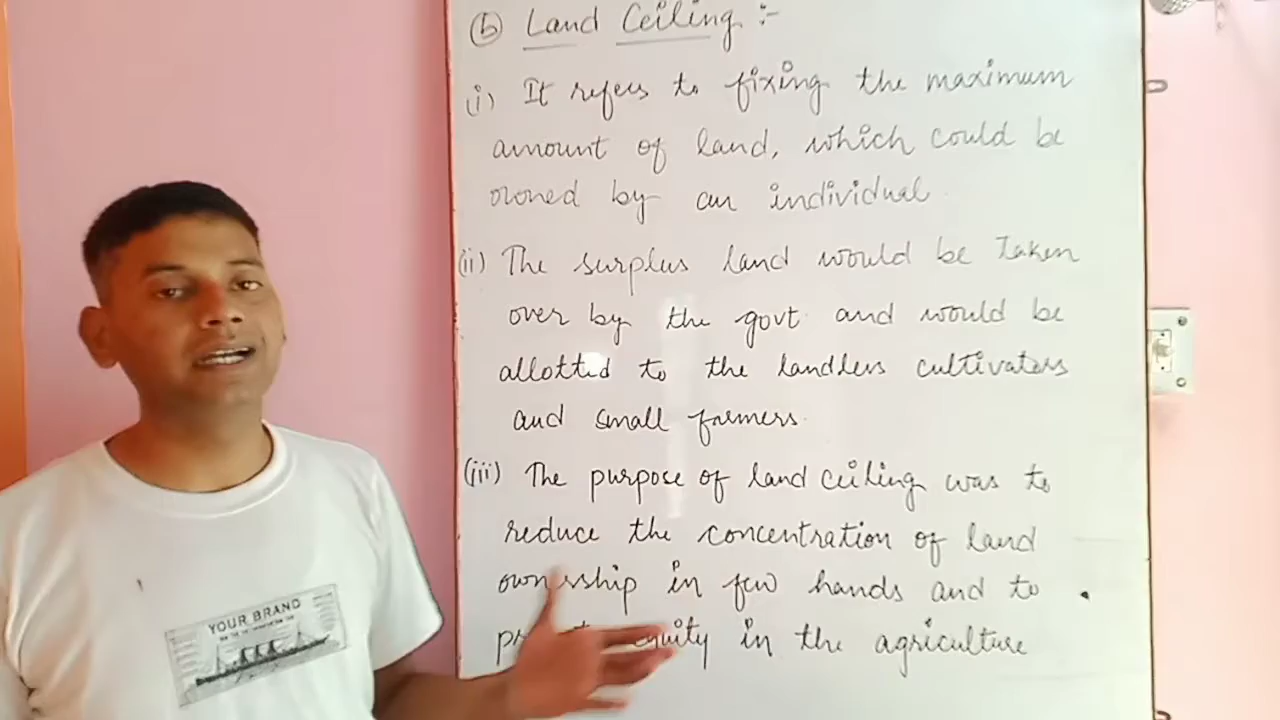 (b) Land Ceiling :-
(i) It refers to fixing the maximum
amount of land, which could be
owned by an individual
(ii) The surplus land would be taken
over by the govt and would be
allotted to the landless cultivators
and small farmers.
(iii) The purpose of land ceiling was to
reduce the concentration of land
ownership in few hands and to
in the agriculture
YOUR BRAND